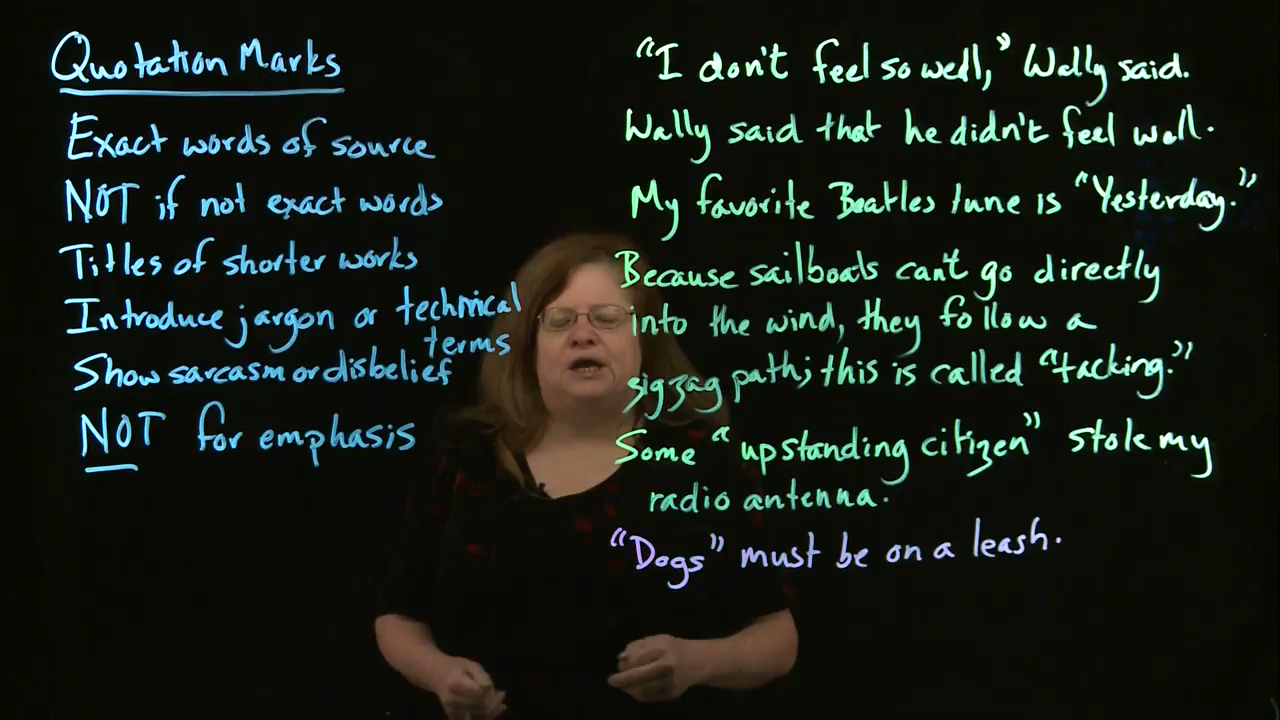 Quotation Marks
Exact words of source
NOT if not exact words
Titles of shorter works
Introduce jargon or technical
terms
Show sarcasm or disbelief
NOT for emphasis
“I don't feel so well,” Wally said.
Wally said that he didn't feel well.
My favorite Beatles tune is “Yesterday.”
Because sailboats can't go directly
into the wind, they follow a
zigzag path; this is called “tacking.”
Some “upstanding citizen” stole my
radio antenna.
“Dogs” must be on a leash.